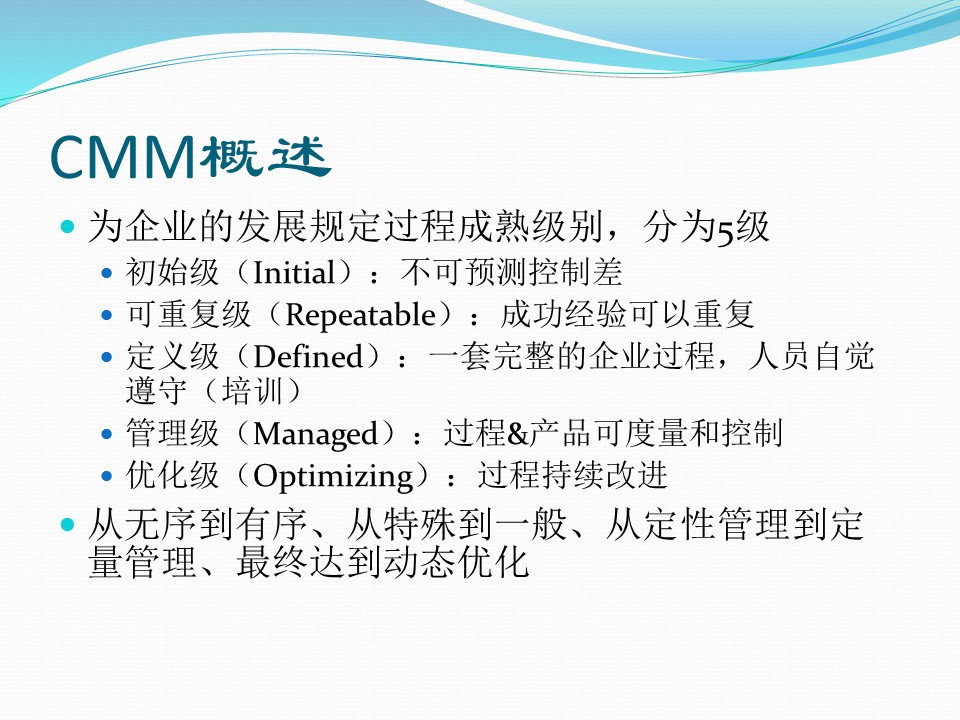 CMM概述
为企业的发展规定过程成熟级别，分为5级
初始级（Initial）：不可预测控制差
可重复级（Repeatable）：成功经验可以重复
定义级（Defined）：一套完整的企业过程，人员自觉
遵守（培训）
管理级（Managed）：过程&产品可度量和控制
优化级（Optimizing）：过程持续改进
从无序到有序、从特殊到一般、从定性管理到定
量管理、最终达到动态优化